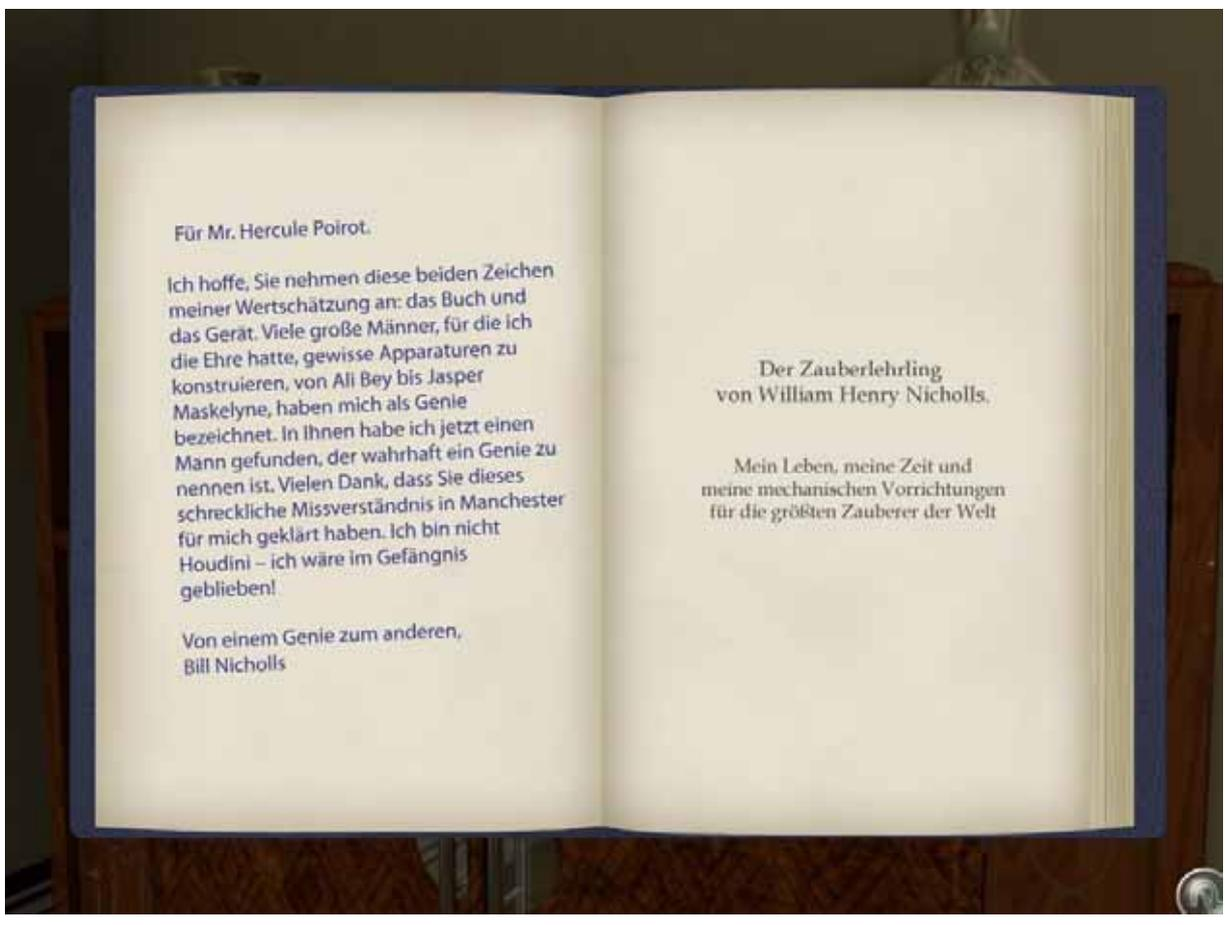 Für Mr. Hercule Poirot.
Ich hoffe, Sie nehmen diese beiden Zeichen
meiner Wertschätzung an: das Buch und
das Gerät. Viele große Männer, für die ich
die Ehre hatte, gewisse Apparaturen zu
konstruieren, von Ali Bey bis Jasper
Maskelyne, haben mich als Genie
bezeichnet. In Ihnen habe ich jetzt einen
Mann gefunden, der wahrhaft ein Genie zu
nennen ist. Vielen Dank, dass Sie dieses
schreckliche Missverständnis in Manchester
für mich geklärt haben. Ich bin nicht
Houdini – ich wäre im Gefängnis
geblieben!
Von einem Genie zum anderen,
Bill Nicholls
Der Zauberlehrling
von William Henry Nicholls.
Mein Leben, meine Zeit und
meine mechanischen Vorrichtungen
für die größten Zauberer der Welt